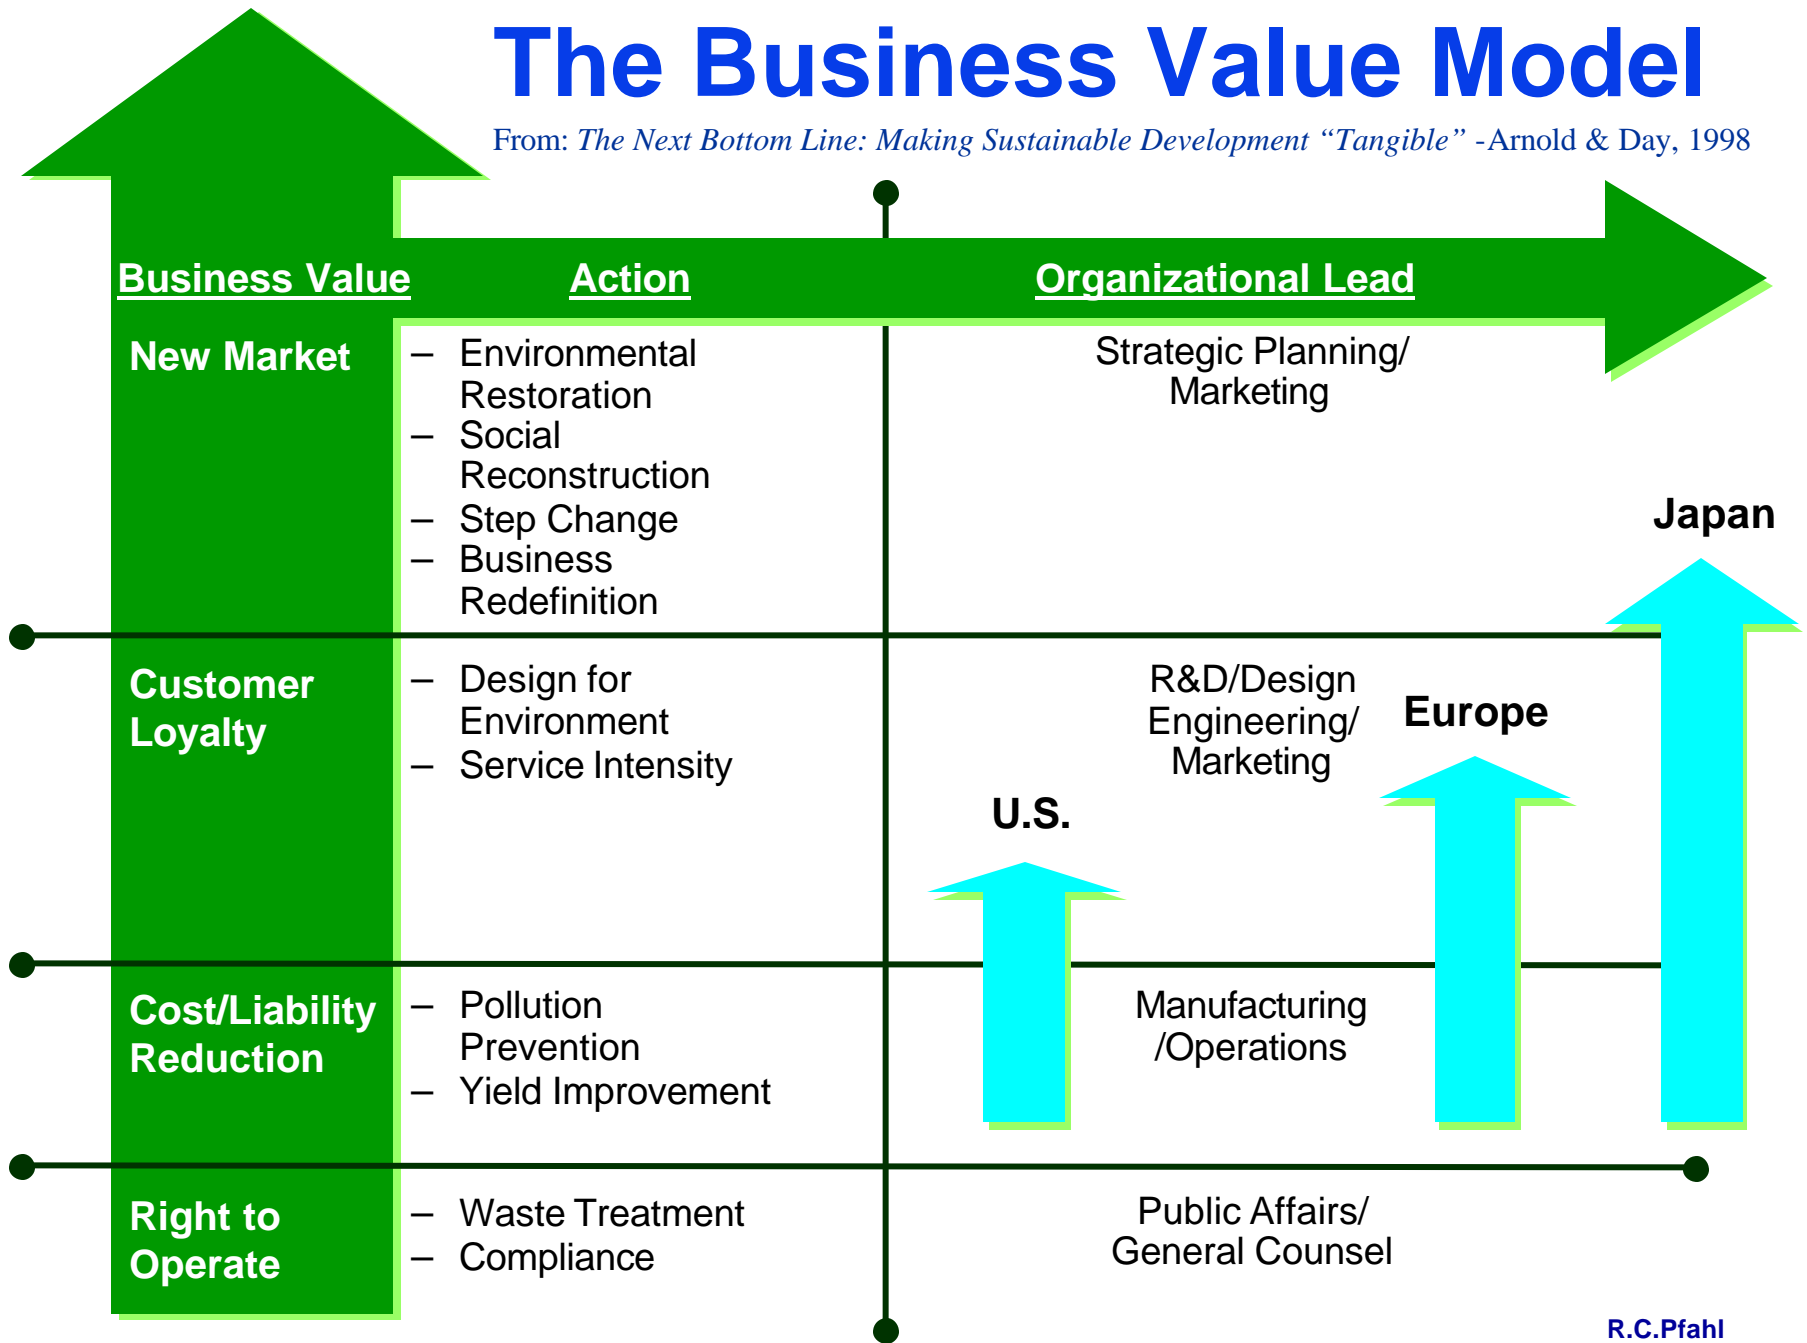 The Business Value Model
From: The Next Bottom Line: Making Sustainable Development “Tangible” -Arnold & Day, 1998
Business Value
Action
Organizational Lead
New Market
– Environmental
Restoration
– Social
Reconstruction
– Step Change
– Business
Redefinition
Strategic Planning/
Marketing
Japan
Customer
Loyalty
– Design for
Environment
– Service Intensity
R&D/Design
Engineering/
Marketing
Europe
U.S.
Cost/Liability
Reduction
– Pollution
Prevention
– Yield Improvement
Manufacturing
/Operations
Right to
Operate
– Waste Treatment
– Compliance
Public Affairs/
General Counsel
R.C.Pfahl